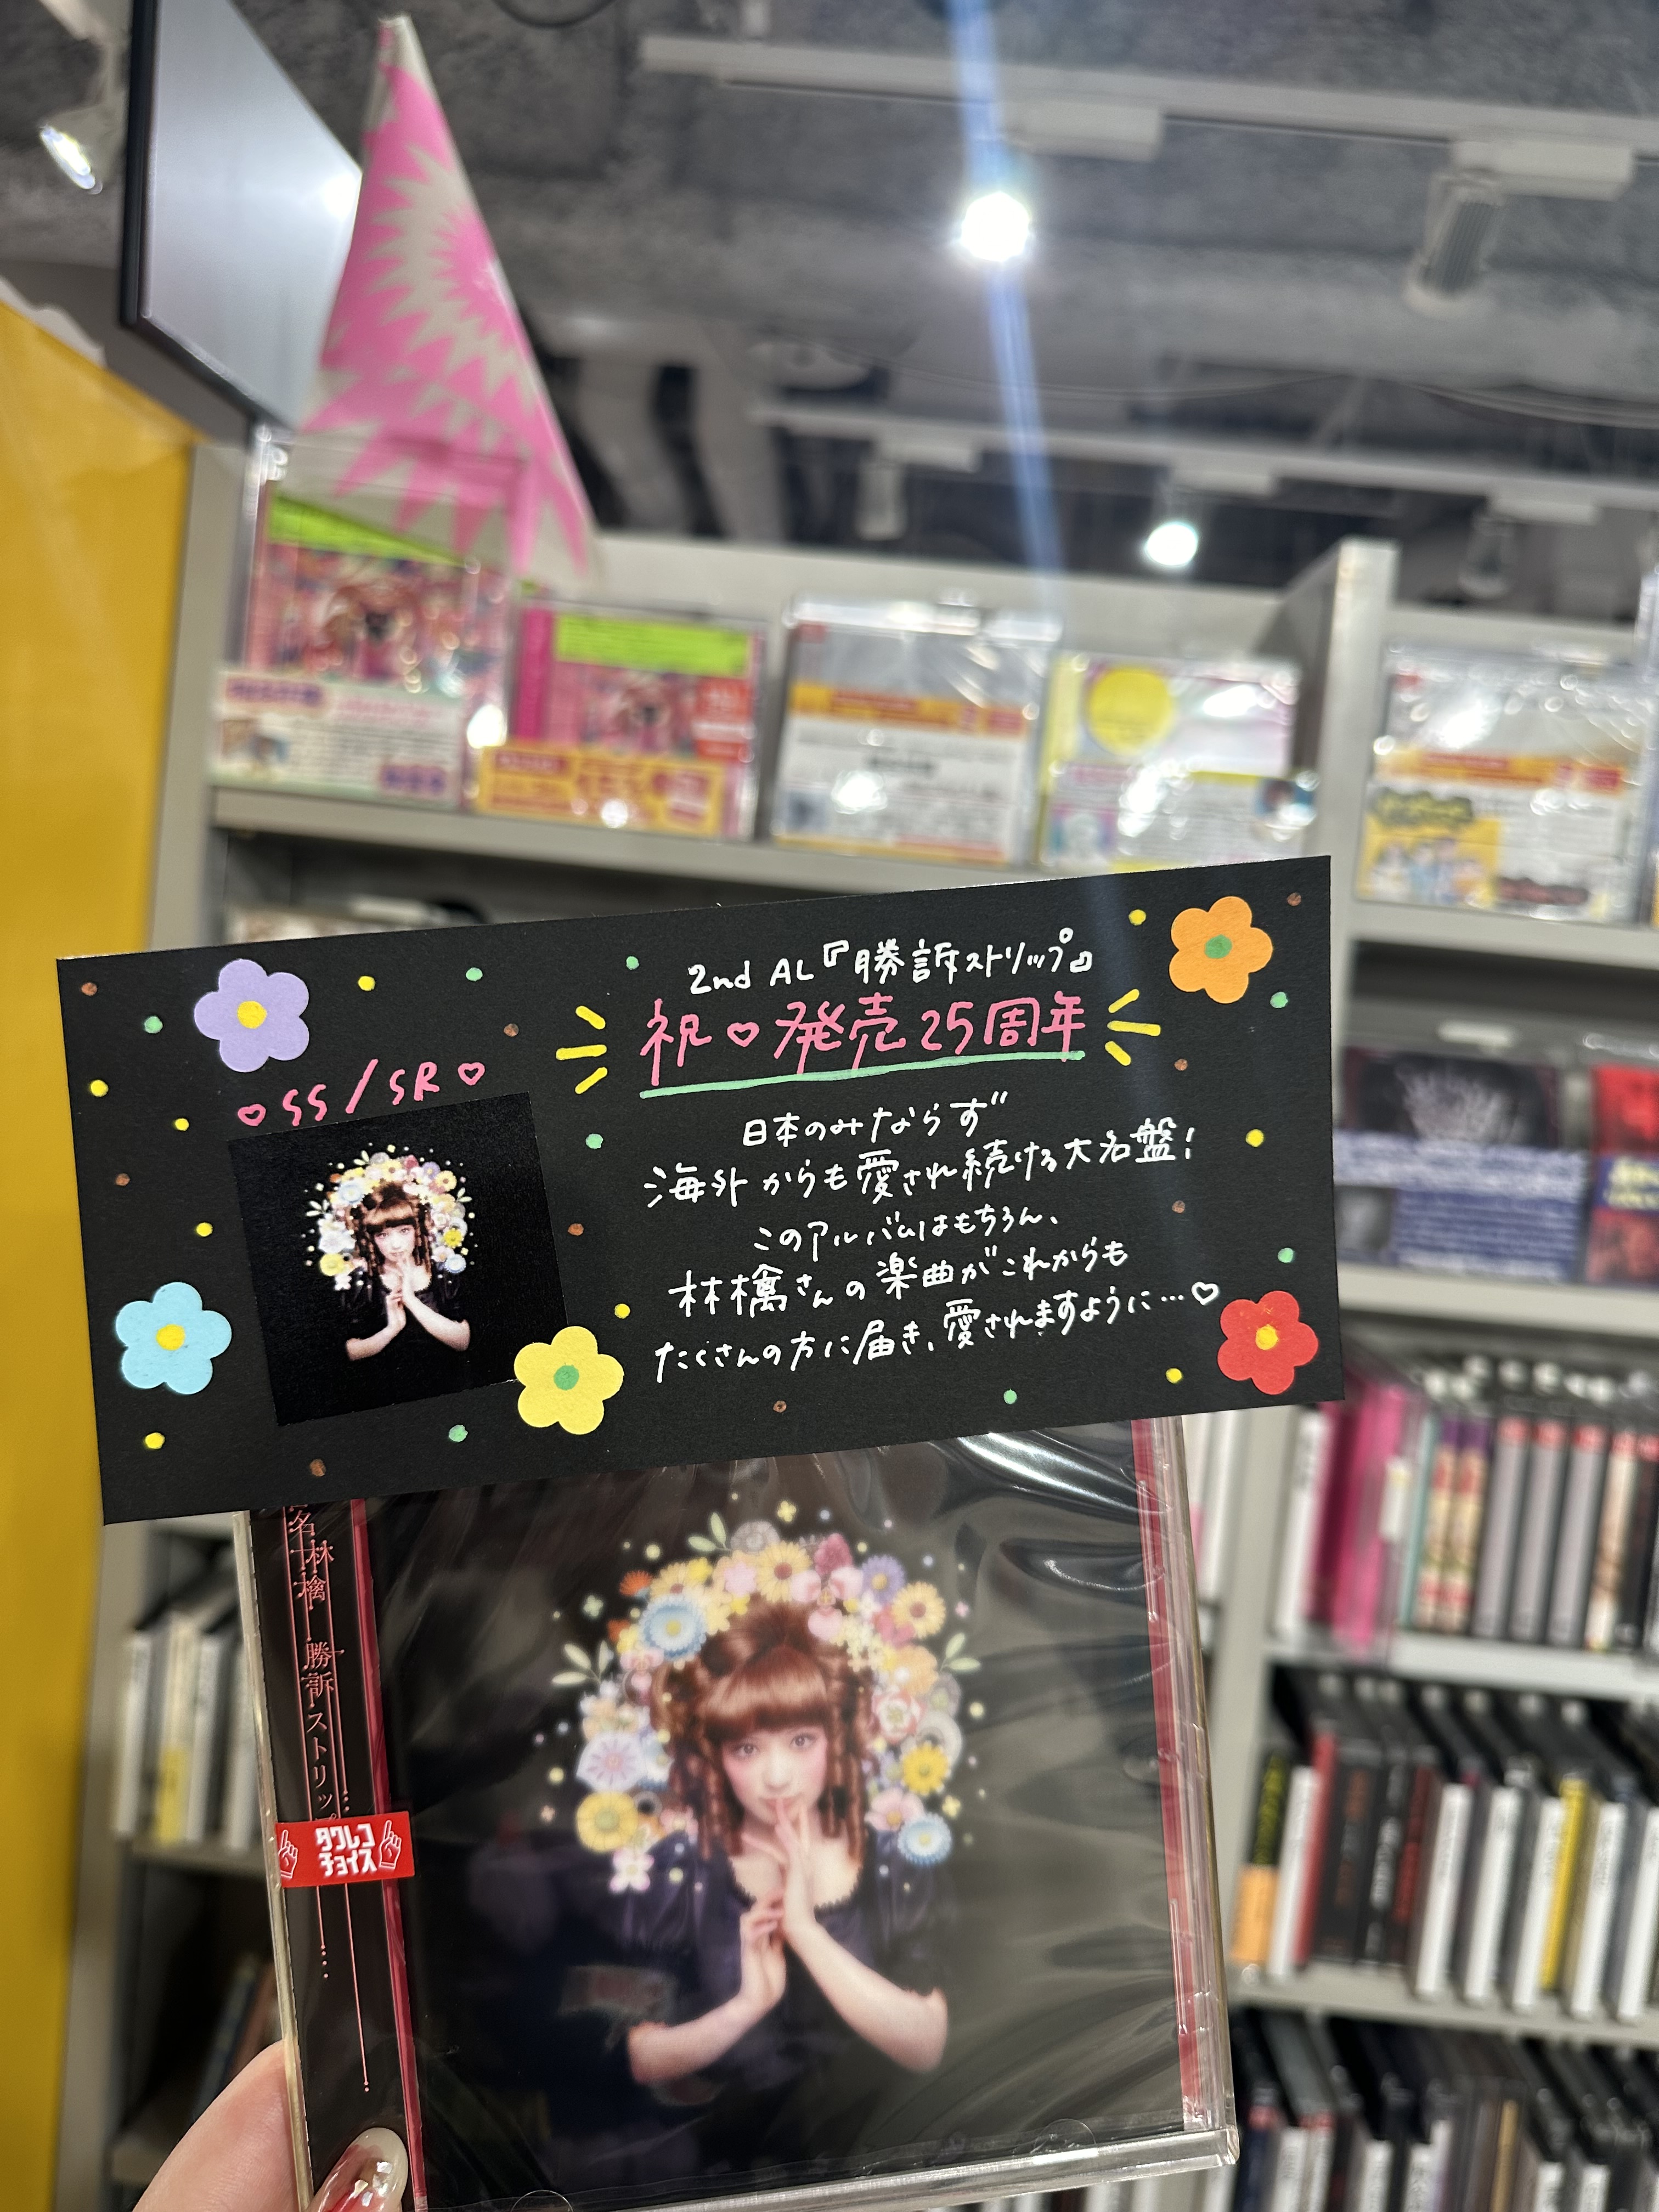 2nd AL『勝訴ストリップ』
祝♡発売25周年
♡SS/SR♡
日本のみならず
海外からも愛され続ける大名盤!
このアルバムはもちろん、
林檎さんの楽曲がこれからも
たくさんの方に届き、愛されますように…♡
名林檎 勝訴ストリップ
タワレコ
チョイス